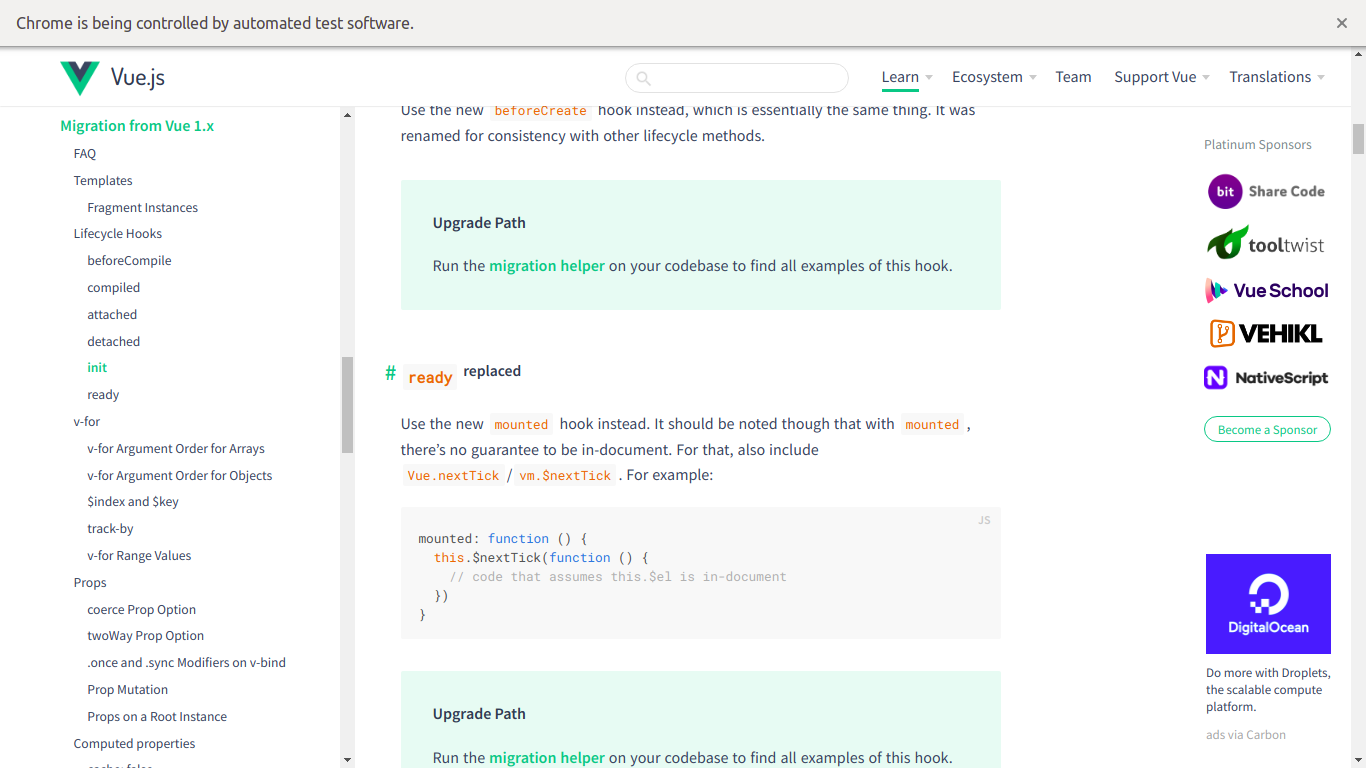 Chrome is being controlled by automated test software.
Vue.js
Learn
Ecosystem
Team
Support Vue
Translations
Migration from Vue 1.x
FAQ
Templates
Fragment Instances
Lifecycle Hooks
beforeCompile
compiled
attached
detached
init
ready
v-for
v-for Argument Order for Arrays
v-for Argument Order for Objects
$index and $key
track-by
v-for Range Values
Props
coerce Prop Option
twoWay Prop Option
.once and .sync Modifiers on v-bind
Prop Mutation
Props on a Root Instance
Computed properties
cache: false
Use the new beforeCreate hook instead, which is essentially the same thing. It was
renamed for consistency with other lifecycle methods.
Upgrade Path
Run the migration helper on your codebase to find all examples of this hook.
# ready replaced
Use the new mounted hook instead. It should be noted though that with mounted ,
there’s no guarantee to be in-document. For that, also include
Vue.nextTick / vm.$nextTick . For example:
JS
mounted: function () {
this.$nextTick(function () {
// code that assumes this.$el is in-document
})
}
Upgrade Path
Run the migration helper on your codebase to find all examples of this hook.
Platinum Sponsors
bit Share Code
tooltwist
Vue School
VEHIKL
NativeScript
Become a Sponsor
DigitalOcean
Do more with Droplets,
the scalable compute
platform.
ads via Carbon